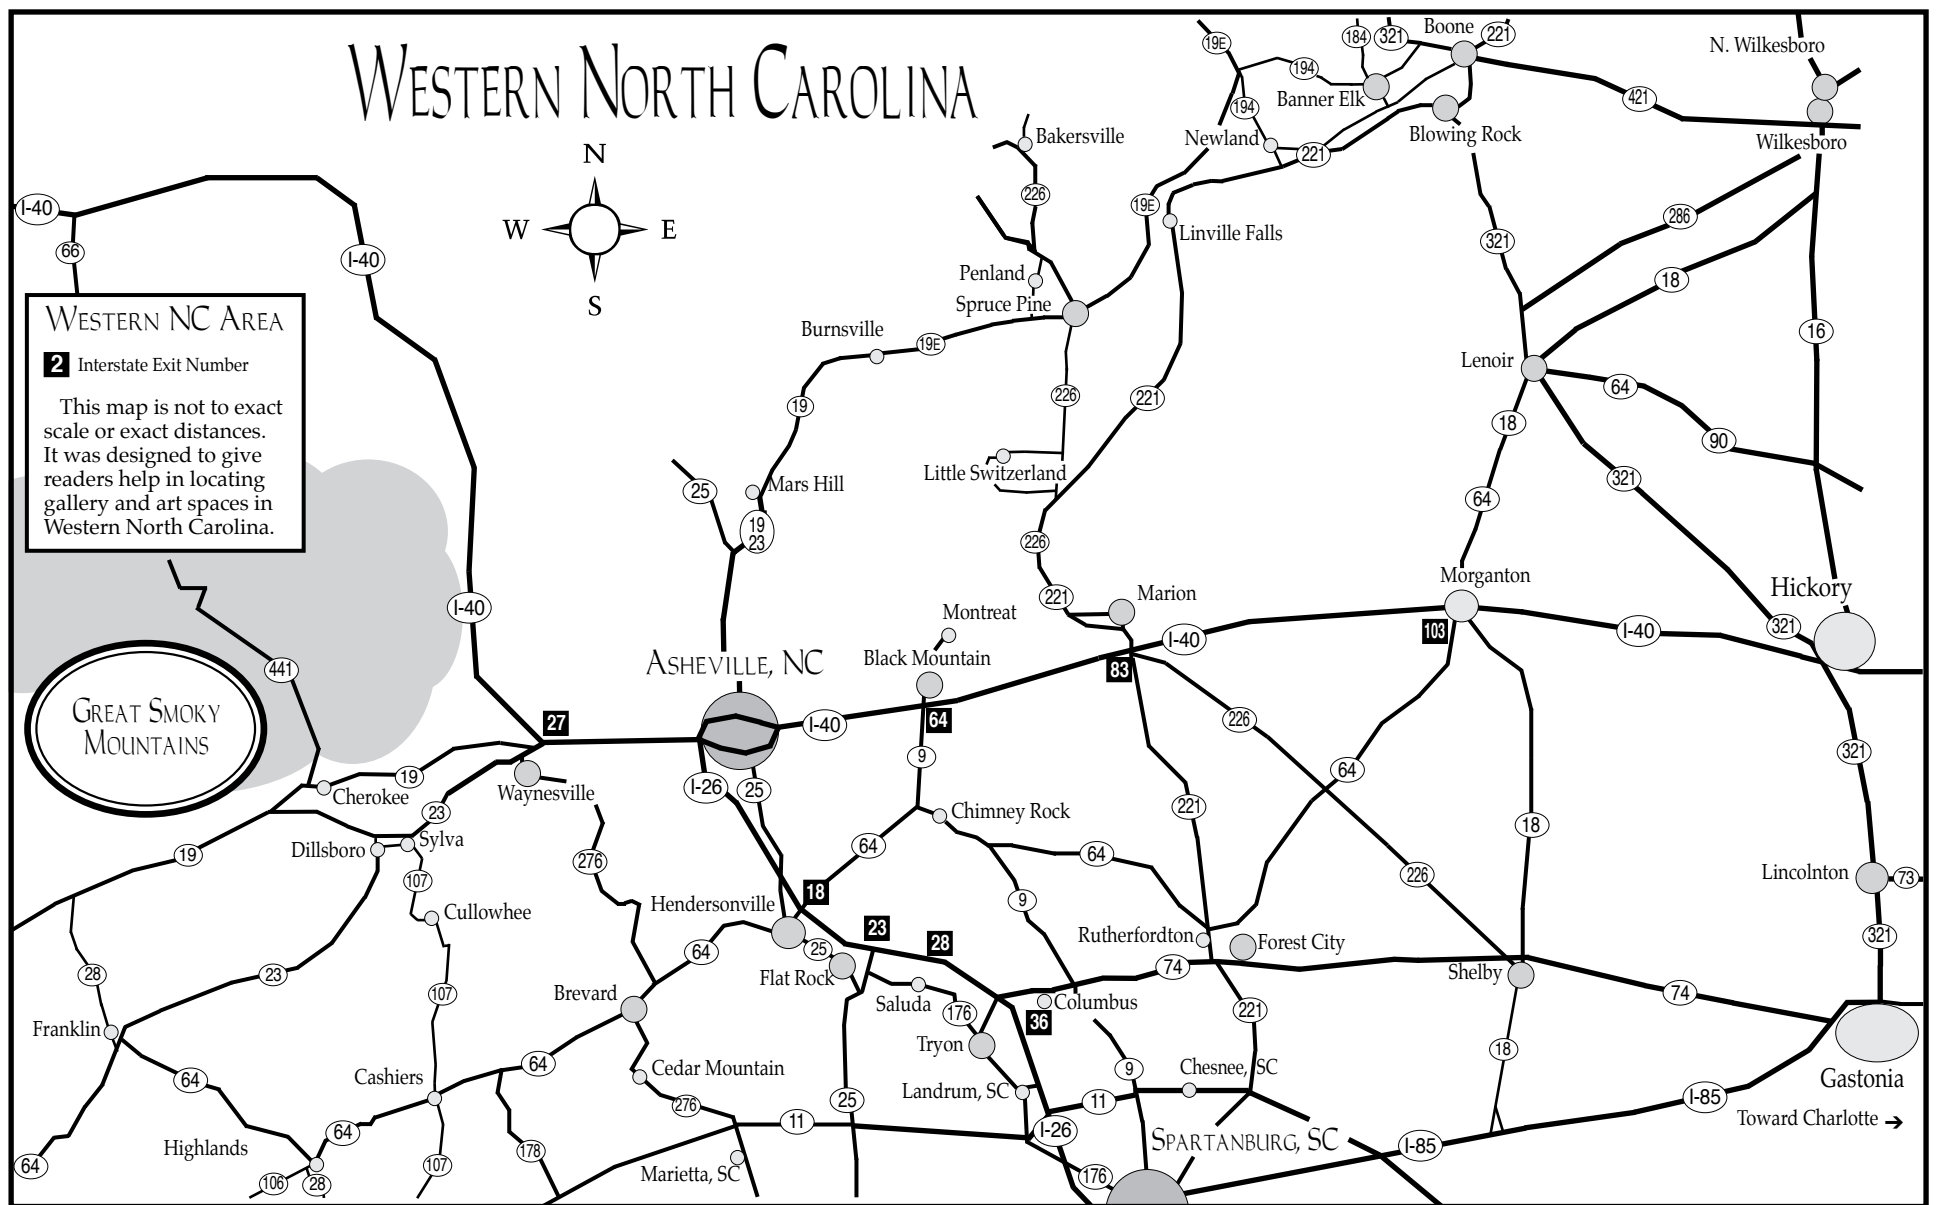 WESTERN NORTH CAROLINA
N
W
E
S
WESTERN NC AREA
2 Interstate Exit Number
This map is not to exact
scale or exact distances.
It was designed to give
readers help in locating
gallery and art spaces in
Western North Carolina.
19E
184
321
Boone
221
N. Wilkesboro
194
Banner Elk
421
194
Newland
221
Blowing Rock
Wilkesboro
Bakersville
226
19E
286
I-40
66
I-40
Linville Falls
321
18
Penland
Spruce Pine
16
Burnsville
19E
Lenoir
64
19
226
221
18
90
Little Switzerland
321
25
Mars Hill
64
19
23
226
Morganton
Hickory
221
Marion
I-40
Montreat
103
I-40
321
I-40
Black Mountain
ASHEVILLE, NC
83
441
GREAT SMOKY
MOUNTAINS
27
I-40
64
226
321
9
64
19
Cherokee
Waynesville
I-26
25
23
Chimney Rock
221
18
Dillsboro
Sylva
64
64
19
276
107
226
Lincolnton
73
18
Hendersonville
9
Cullowhee
23
28
Rutherfordton
Forest City
321
64
25
28
23
Flat Rock
74
Shelby
107
Brevard
Saluda
Columbus
74
176
36
221
Franklin
Tryon
18
Gastonia
64
64
Cashiers
Cedar Mountain
9
Chesnee, SC
Landrum, SC
276
25
11
I-85
Toward Charlotte →
64
11
I-26
SPARTANBURG, SC
I-85
Highlands
178
64
107
Marietta, SC
176
106
28